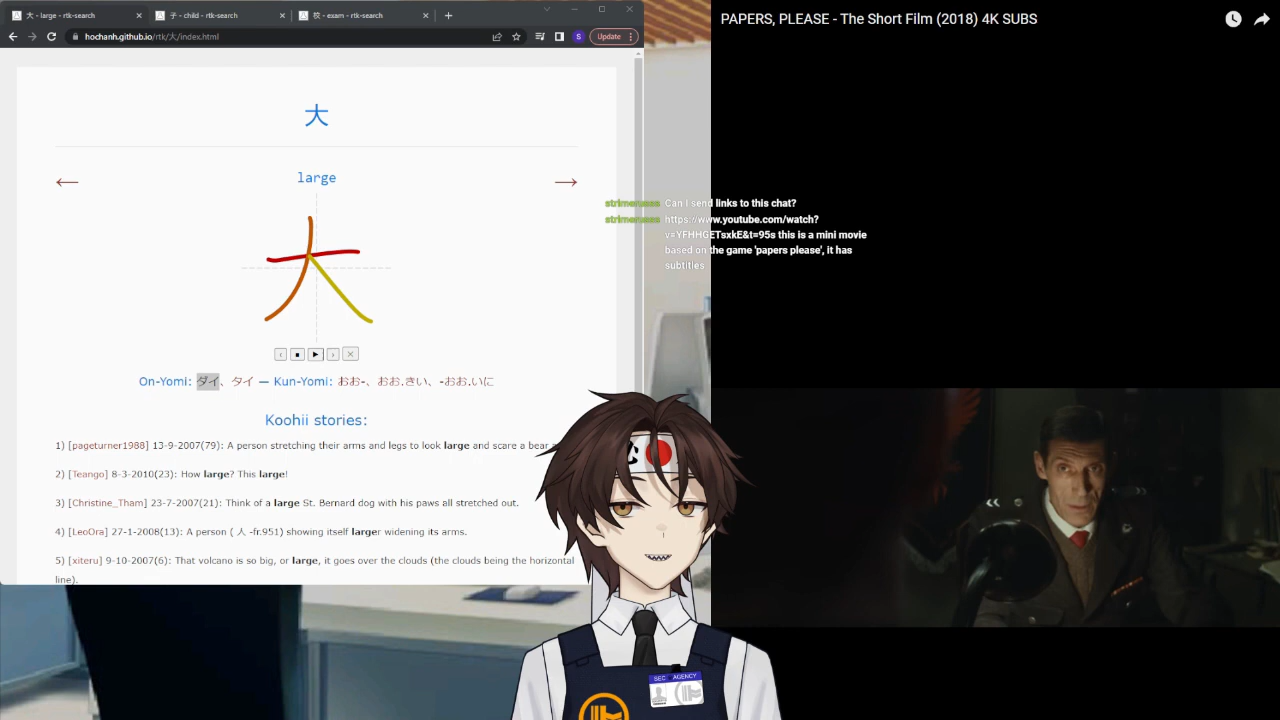 大 - large - rtk-search
子 - child - rtk-search
校 - exam - rtk-search
hochanh.github.io/rtk/大/index.html
Update
大
large
On-Yomi: ダイ、タイ — Kun-Yomi: おお-、おお.きい、-おお.いに
Koohii stories:
1) [pageturner1988] 13-9-2007(79): A person stretching their arms and legs to look large and scare a bear
2) [Teango] 8-3-2010(23): How large? This large!
3) [Christine_Tham] 23-7-2007(21): Think of a large St. Bernard dog with his paws all stretched out.
4) [LeoOra] 27-1-2008(13): A person ( 人 -fr.951) showing itself larger widening its arms.
5) [xiteru] 9-10-2007(6): That volcano is so big, or large, it goes over the clouds (the clouds being the horizontal
line).
PAPERS, PLEASE - The Short Film (2018) 4K SUBS
Can I send links to this chat?
https://www.youtube.com/watch?
v=YFHHGETsxkE&t=95s this is a mini movie
based on the game 'papers please', it has
subtitles
SEC AGENCY